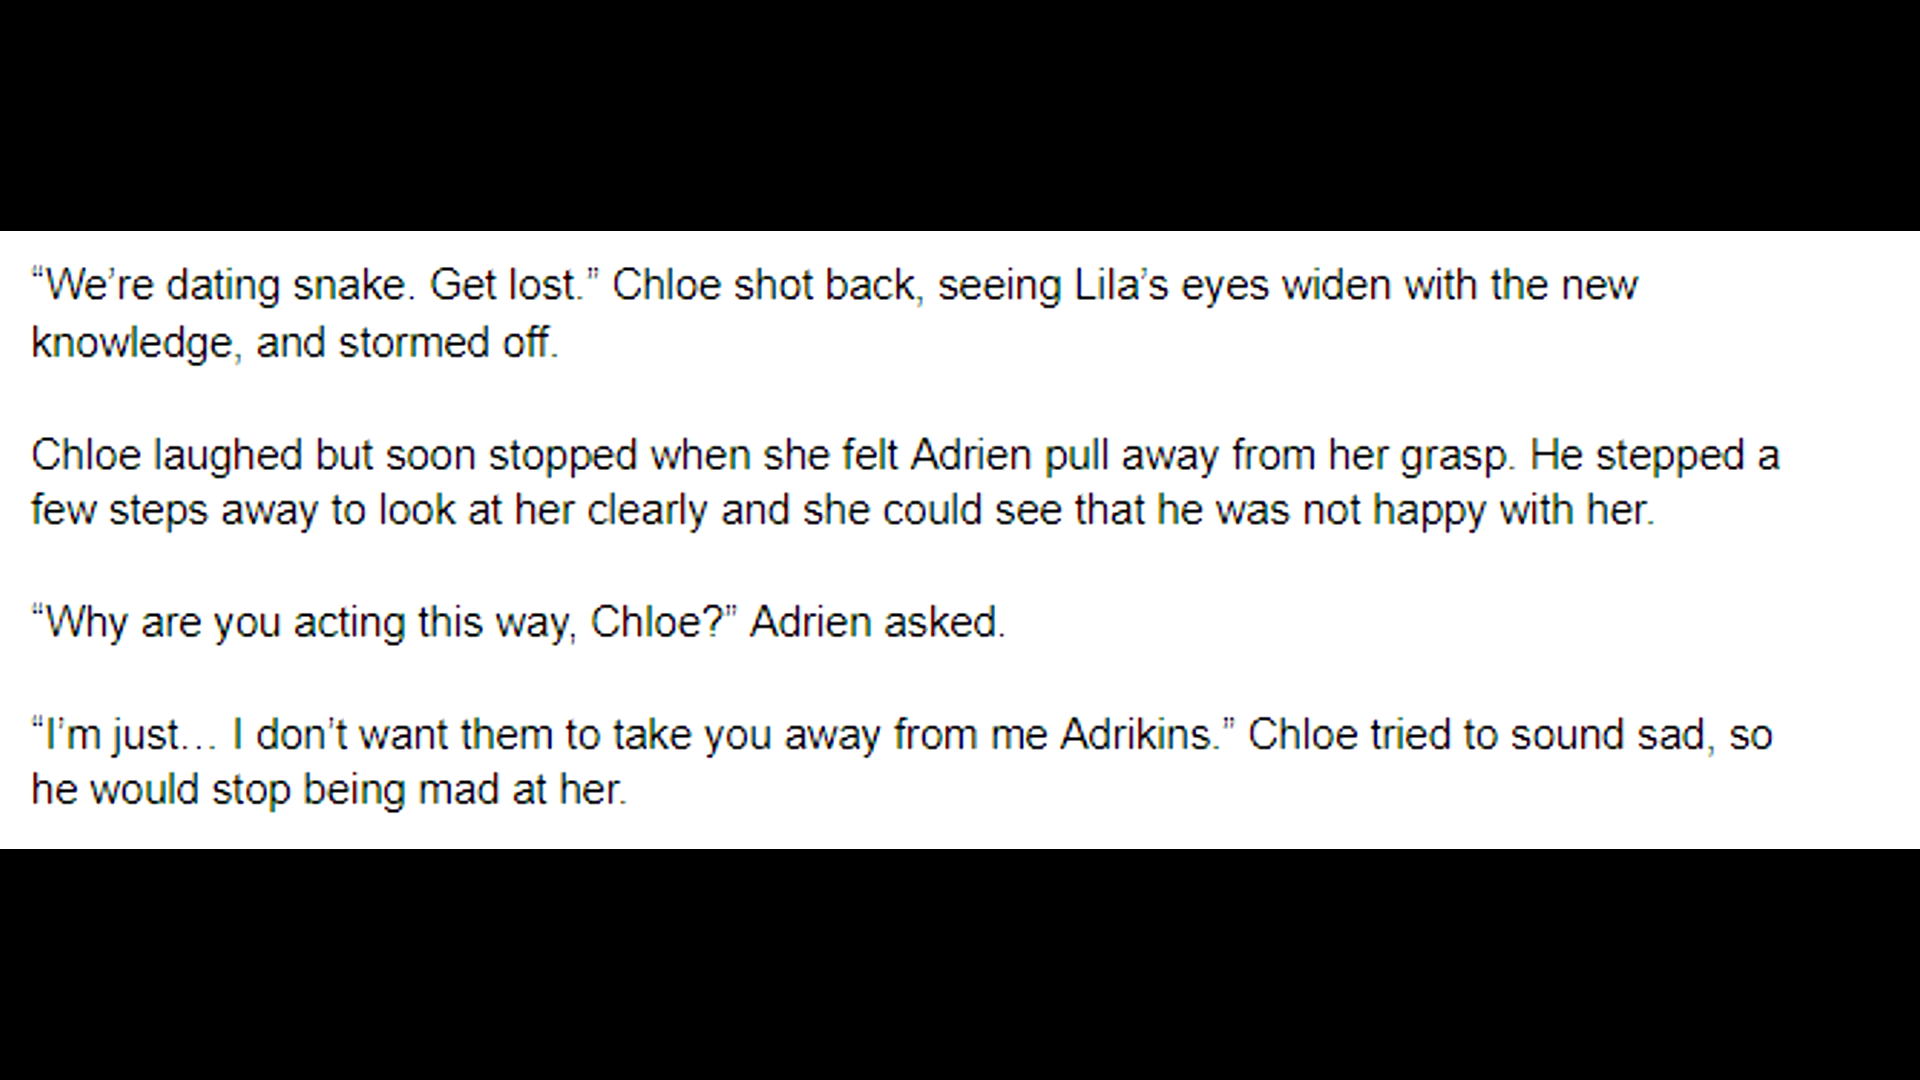 “We’re dating snake. Get lost.” Chloe shot back, seeing Lila’s eyes widen with the new
knowledge, and stormed off.
Chloe laughed but soon stopped when she felt Adrien pull away from her grasp. He stepped a
few steps away to look at her clearly and she could see that he was not happy with her.
“Why are you acting this way, Chloe?” Adrien asked.
“I’m just… I don’t want them to take you away from me Adrikins.” Chloe tried to sound sad, so
he would stop being mad at her.